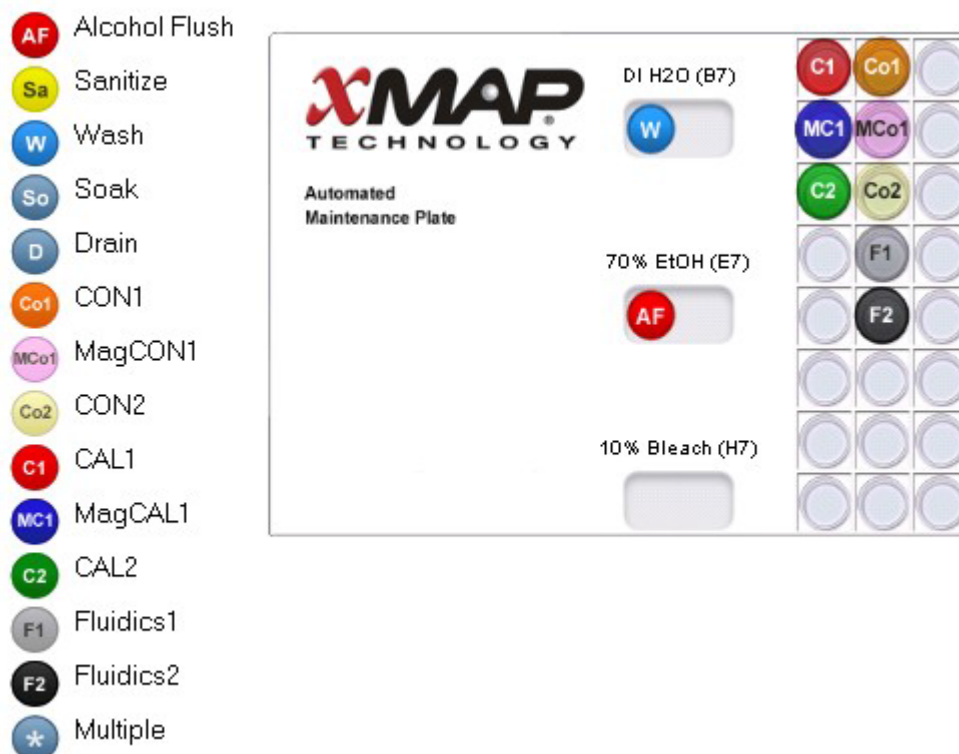 AF Alcohol Flush
Sa Sanitize
W Wash
So Soak
D Drain
Co1 CON1
MCo1 MagCON1
Co2 CON2
C1 CAL1
MC1 MagCAL1
C2 CAL2
F1 Fluidics1
F2 Fluidics2
* Multiple
xMAP®
TECHNOLOGY
Automated
Maintenance Plate
DI H2O (B7)
W
70% EtOH (E7)
AF
10% Bleach (H7)
C1 Co1
MC1 MCo1
C2 Co2
F1
F2